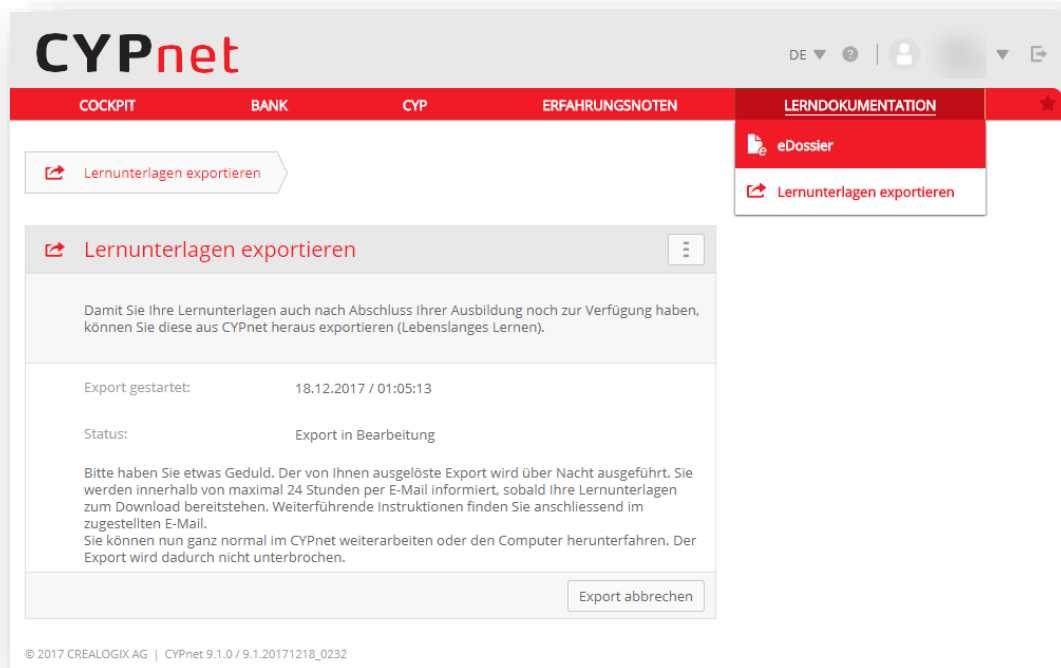 CYPnet
DE
COCKPIT BANK CYP ERFAHRUNGSNOTEN LERNDOKUMENTATION
eDossier
Lernunterlagen exportieren
Lernunterlagen exportieren
Lernunterlagen exportieren
Damit Sie Ihre Lernunterlagen auch nach Abschluss Ihrer Ausbildung noch zur Verfügung haben,
können Sie diese aus CYPnet heraus exportieren (Lebenslanges Lernen).
Export gestartet: 18.12.2017 / 01:05:13
Status: Export in Bearbeitung
Bitte haben Sie etwas Geduld. Der von Ihnen ausgelöste Export wird über Nacht ausgeführt. Sie
werden innerhalb von maximal 24 Stunden per E-Mail informiert, sobald Ihre Lernunterlagen
zum Download bereitstehen. Weiterführende Instruktionen finden Sie anschliessend im
zugestellten E-Mail.
Sie können nun ganz normal im CYPnet weiterarbeiten oder den Computer herunterfahren. Der
Export wird dadurch nicht unterbrochen.
Export abbrechen
© 2017 CREALOGIX AG | CYPnet 9.1.0 / 9.1.20171218_0232